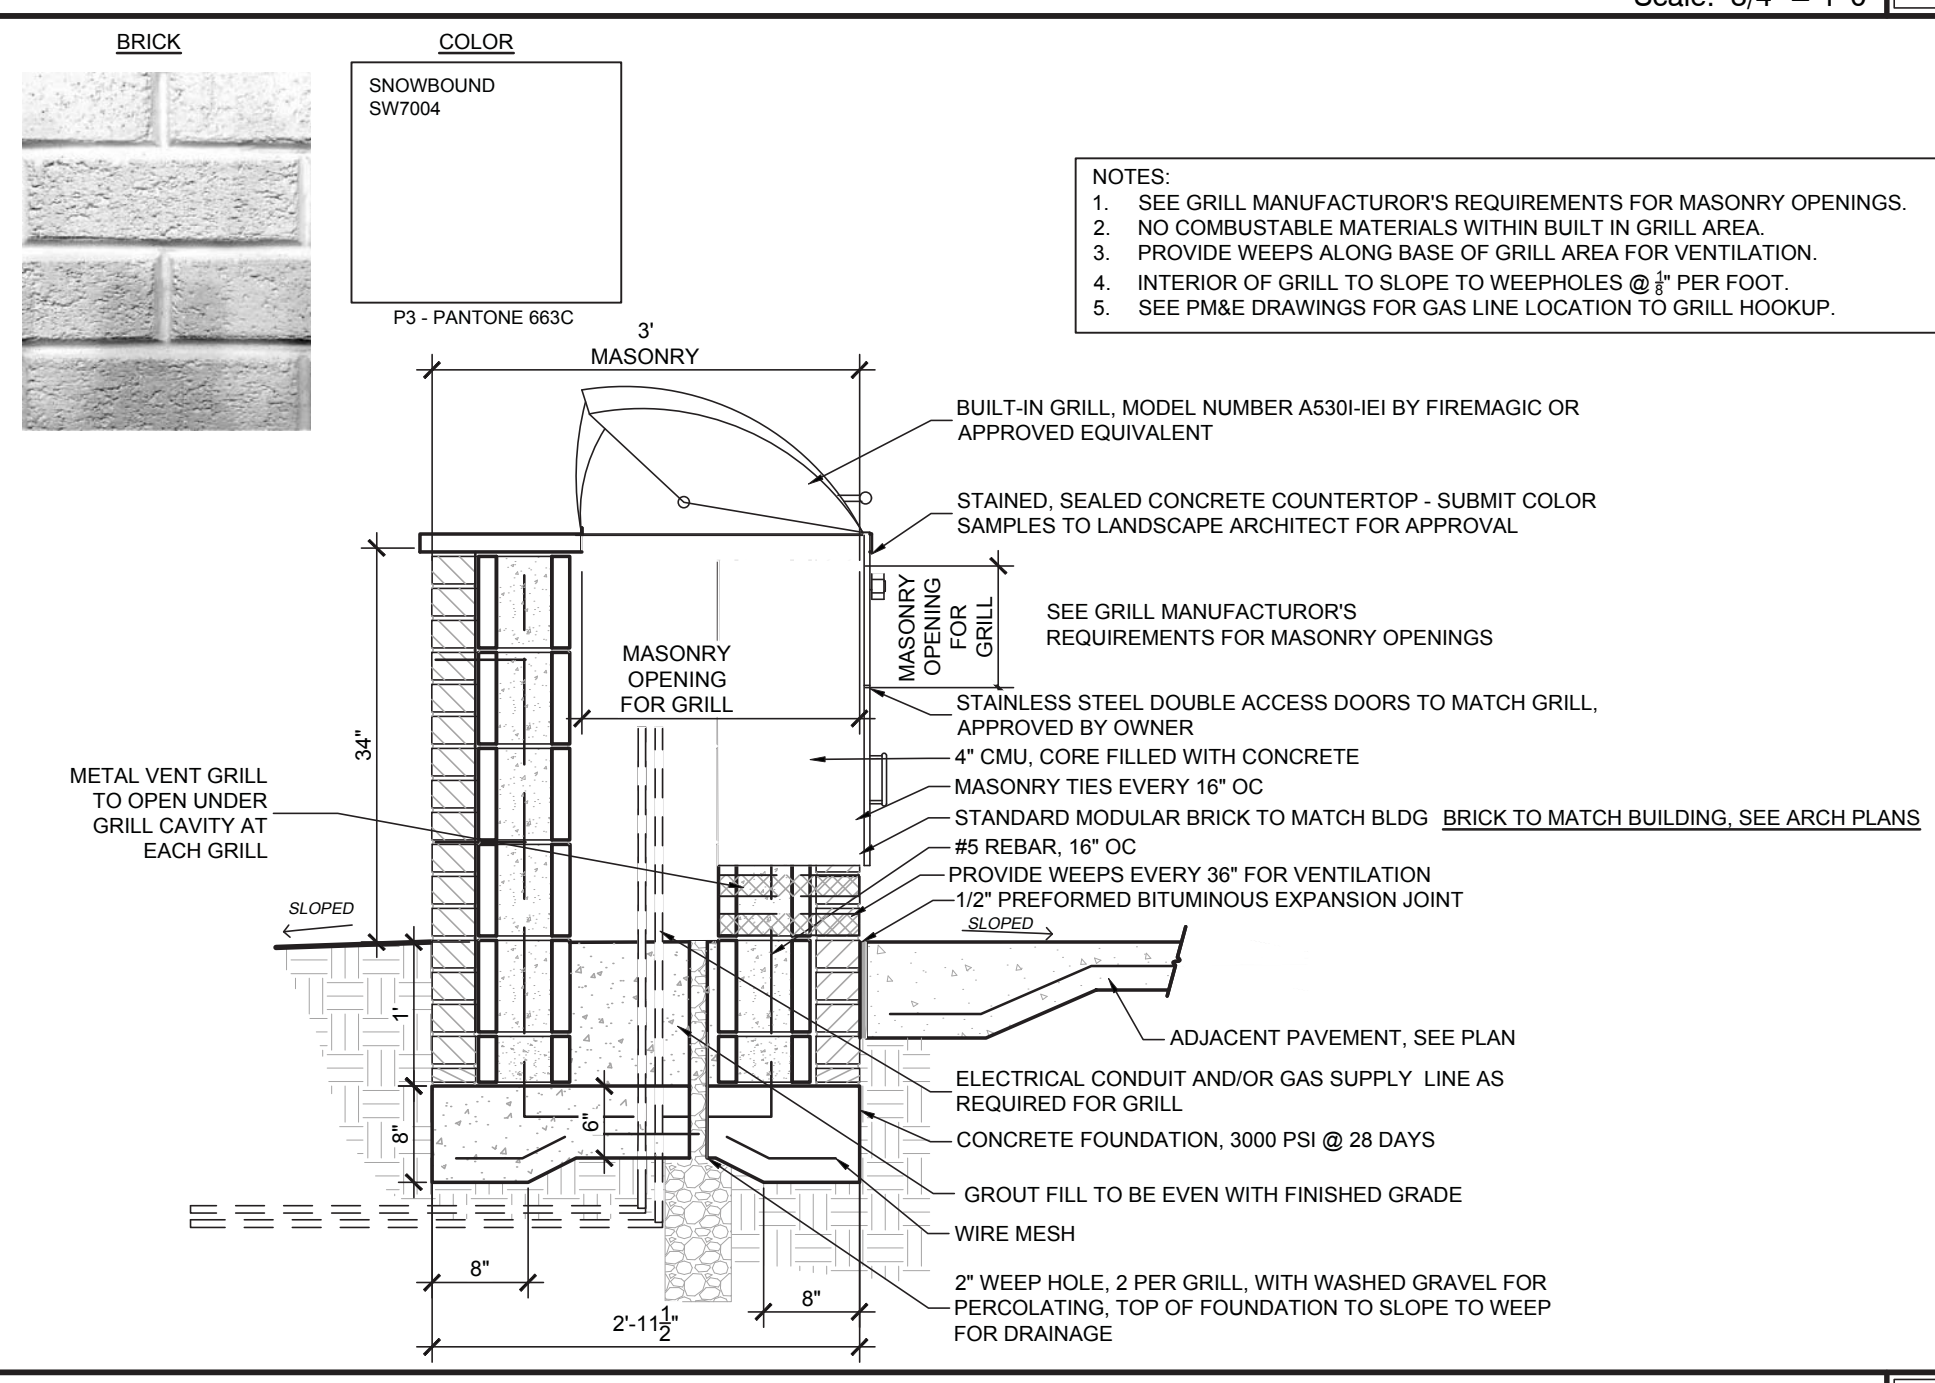 Scale: 3/4" = 1'-0"
BRICK
COLOR
SNOWBOUND
SW7004
P3 - PANTONE 663C
NOTES:
1. SEE GRILL MANUFACTUROR'S REQUIREMENTS FOR MASONRY OPENINGS.
2. NO COMBUSTABLE MATERIALS WITHIN BUILT IN GRILL AREA.
3. PROVIDE WEEPS ALONG BASE OF GRILL AREA FOR VENTILATION.
4. INTERIOR OF GRILL TO SLOPE TO WEEPHOLES @ 1/8" PER FOOT.
5. SEE PM&E DRAWINGS FOR GAS LINE LOCATION TO GRILL HOOKUP.
3'
MASONRY
BUILT-IN GRILL, MODEL NUMBER A530I-IEI BY FIREMAGIC OR
APPROVED EQUIVALENT
STAINED, SEALED CONCRETE COUNTERTOP - SUBMIT COLOR
SAMPLES TO LANDSCAPE ARCHITECT FOR APPROVAL
MASONRY
OPENING
FOR
GRILL
SEE GRILL MANUFACTUROR'S
REQUIREMENTS FOR MASONRY OPENINGS
MASONRY
OPENING
FOR GRILL
34"
STAINLESS STEEL DOUBLE ACCESS DOORS TO MATCH GRILL,
APPROVED BY OWNER
4" CMU, CORE FILLED WITH CONCRETE
MASONRY TIES EVERY 16" OC
STANDARD MODULAR BRICK TO MATCH BLDG BRICK TO MATCH BUILDING, SEE ARCH PLANS
#5 REBAR, 16" OC
PROVIDE WEEPS EVERY 36" FOR VENTILATION
1/2" PREFORMED BITUMINOUS EXPANSION JOINT
METAL VENT GRILL
TO OPEN UNDER
GRILL CAVITY AT
EACH GRILL
SLOPED
SLOPED
1'
ADJACENT PAVEMENT, SEE PLAN
ELECTRICAL CONDUIT AND/OR GAS SUPPLY LINE AS
REQUIRED FOR GRILL
8"
6"
CONCRETE FOUNDATION, 3000 PSI @ 28 DAYS
GROUT FILL TO BE EVEN WITH FINISHED GRADE
WIRE MESH
2" WEEP HOLE, 2 PER GRILL, WITH WASHED GRAVEL FOR
PERCOLATING, TOP OF FOUNDATION TO SLOPE TO WEEP
FOR DRAINAGE
8"
8"
2'-11 1/2"